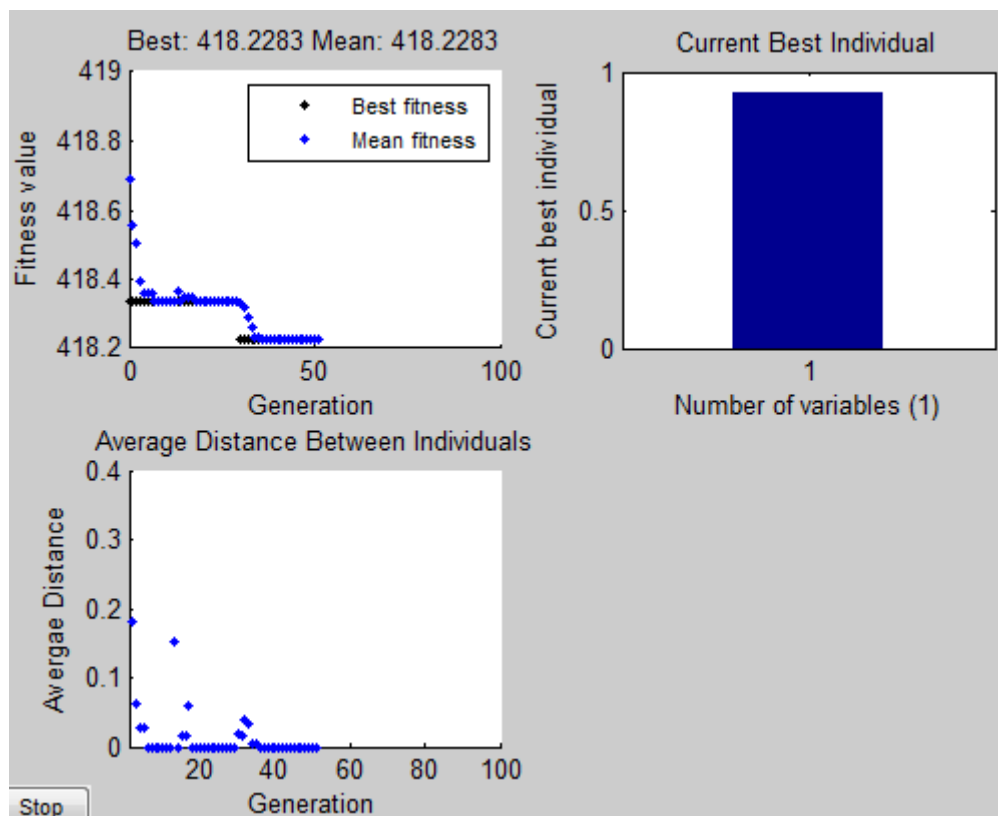 Best: 418.2283 Mean: 418.2283
419
418.8
418.6
418.4
418.2
Fitness value
Best fitness
Mean fitness
0
50
100
Generation
Current Best Individual
1
0.5
0
Current best individual
1
Number of variables (1)
Average Distance Between Individuals
0.4
0.3
0.2
0.1
0
Avergae Distance
20
40
60
80
100
Generation
Stop